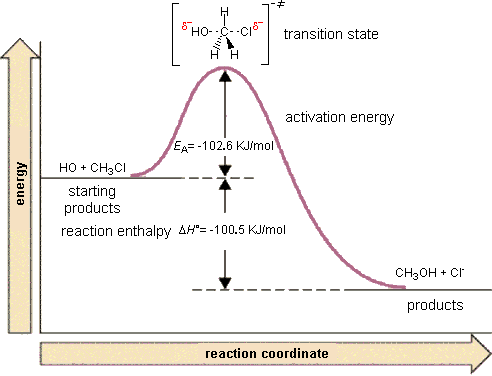 H
δ⁻ HO--C--Cl δ⁻
H H
-≠
transition state
activation energy
EA= -102.6 KJ/mol
HO + CH3Cl
starting
products
reaction enthalpy
ΔH°= -100.5 KJ/mol
CH3OH + Cl-
products
energy
reaction coordinate